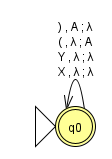 ) , A ; λ
( , λ ; A
Y , λ ; λ
X , λ ; λ
q0